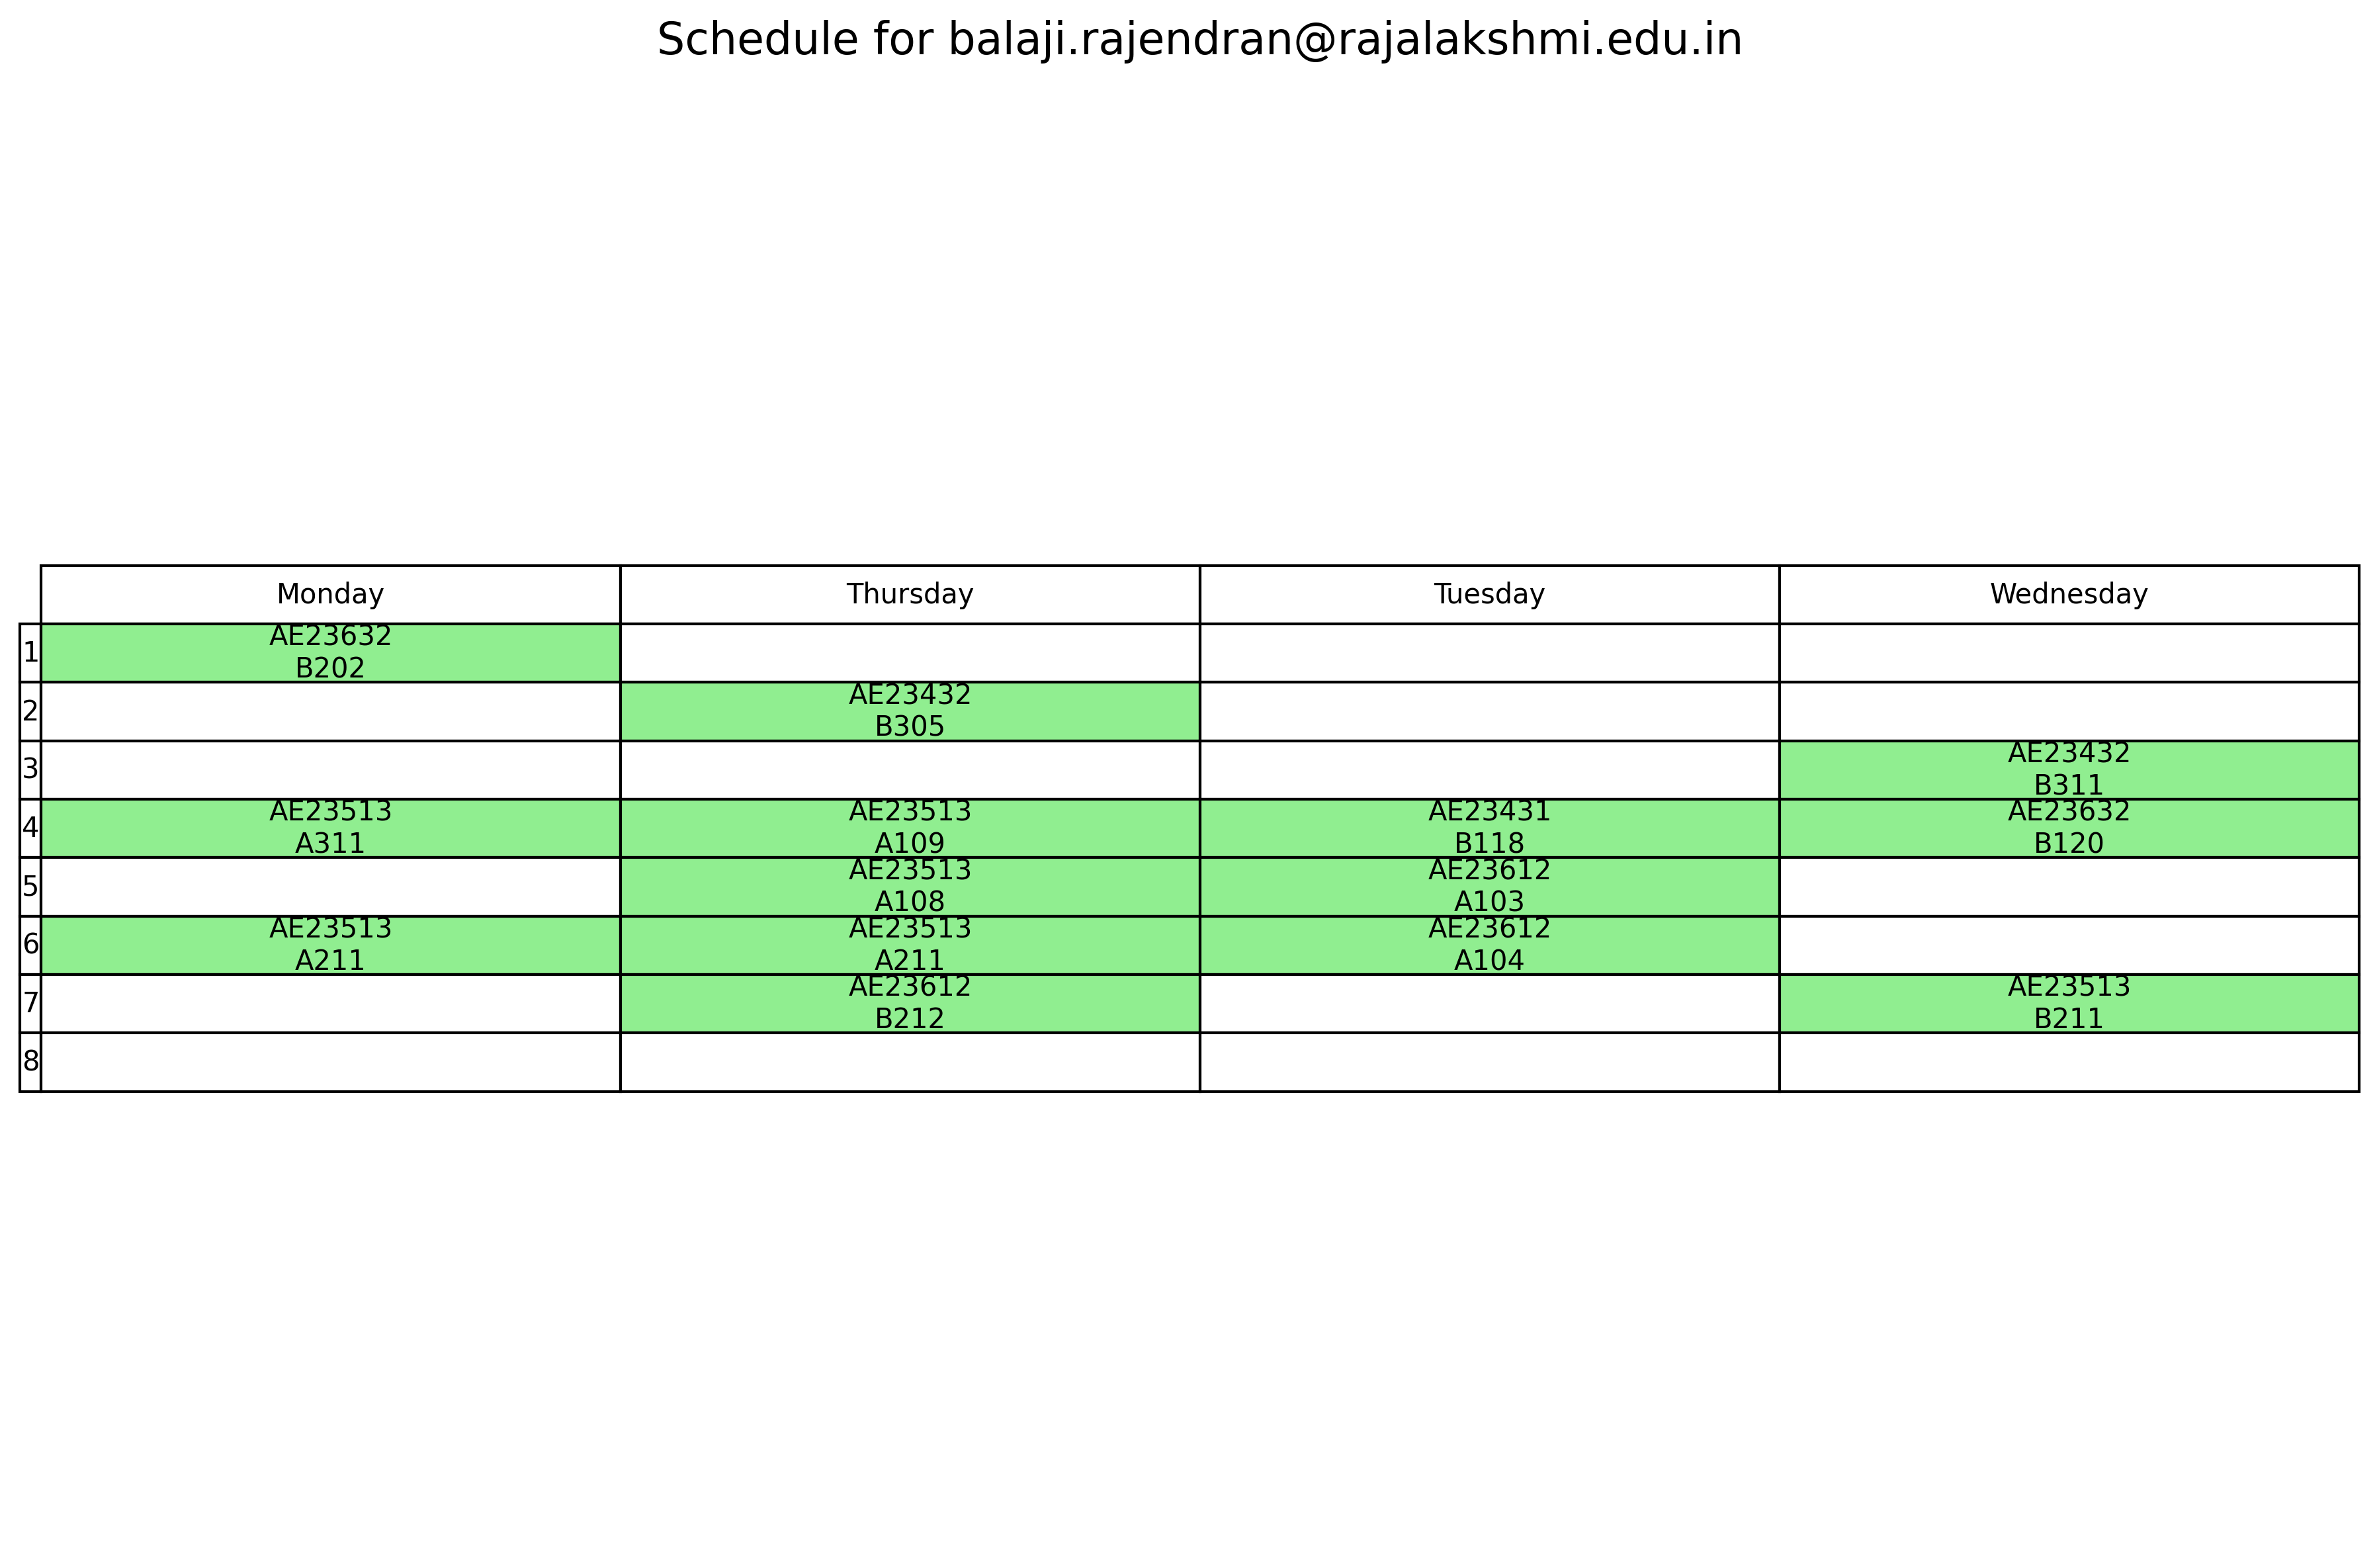 Schedule for balaji.rajendran@rajalakshmi.edu.in
Monday Thursday Tuesday Wednesday
1 AE23632
B202
2 AE23432
B305
3 AE23432
B311
4 AE23513 AE23513 AE23431 AE23632
A311 A109 B118 B120
5 AE23513 AE23612
A108 A103
6 AE23513 AE23513 AE23612
A211 A211 A104
7 AE23612 AE23513
B212 B211
8